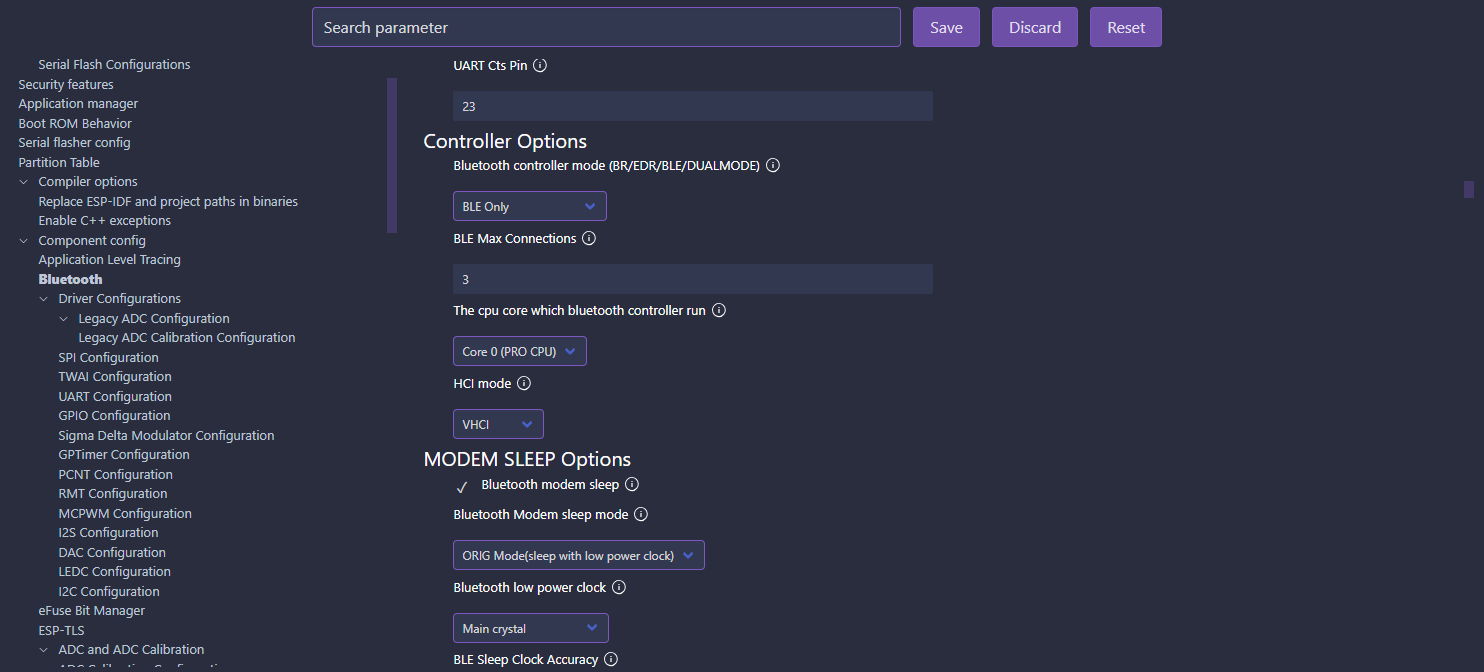 Search parameter
Save
Discard
Reset
Serial Flash Configurations
Security features
Application manager
Boot ROM Behavior
Serial flasher config
Partition Table
Compiler options
Replace ESP-IDF and project paths in binaries
Enable C++ exceptions
Component config
Application Level Tracing
Bluetooth
Driver Configurations
Legacy ADC Configuration
Legacy ADC Calibration Configuration
SPI Configuration
TWAI Configuration
UART Configuration
GPIO Configuration
Sigma Delta Modulator Configuration
GPTimer Configuration
PCNT Configuration
RMT Configuration
MCPWM Configuration
I2S Configuration
DAC Configuration
LEDC Configuration
I2C Configuration
eFuse Bit Manager
ESP-TLS
ADC and ADC Calibration
UART Cts Pin
23
Controller Options
Bluetooth controller mode (BR/EDR/BLE/DUALMODE)
BLE Only
BLE Max Connections
3
The cpu core which bluetooth controller run
Core 0 (PRO CPU)
HCI mode
VHCI
MODEM SLEEP Options
Bluetooth modem sleep
Bluetooth Modem sleep mode
ORIG Mode(sleep with low power clock)
Bluetooth low power clock
Main crystal
BLE Sleep Clock Accuracy